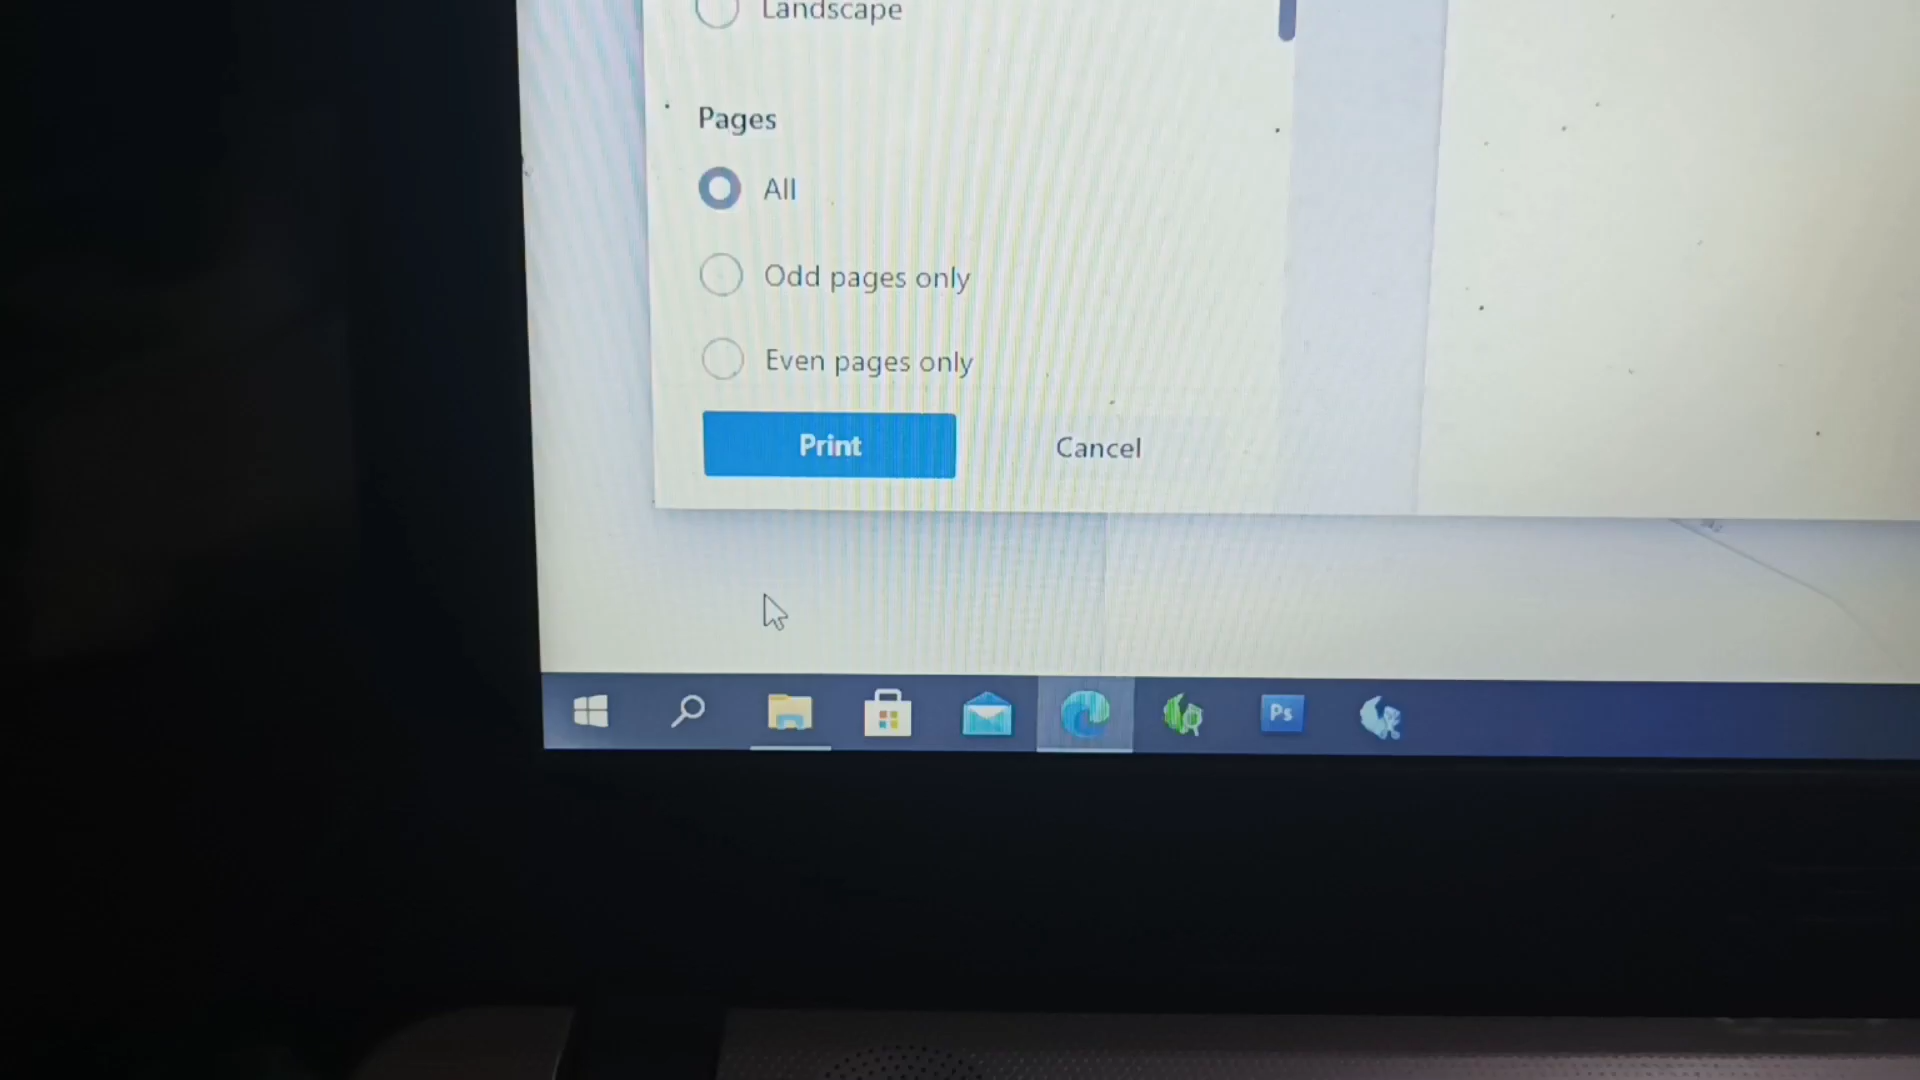 Landscape
Pages
All
Odd pages only
Even pages only
Print Cancel
Ps